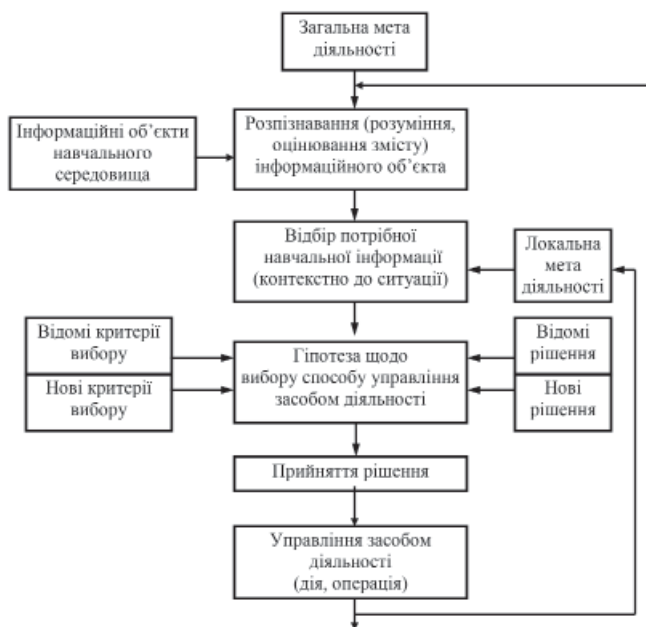 Загальна мета
діяльності
Інформаційні об’єкти
навчального
середовища
Розпізнавання (розуміння,
оцінювання змісту)
інформаційного об’єкта
Відбір потрібної
навчальної інформації
(контекстно до ситуації)
Локальна
мета
діяльності
Відомі критерії
вибору
Нові критерії
вибору
Гіпотеза щодо
вибору способу управління
засобом діяльності
Відомі
рішення
Нові
рішення
Прийняття рішення
Управління засобом
діяльності
(дія, операція)